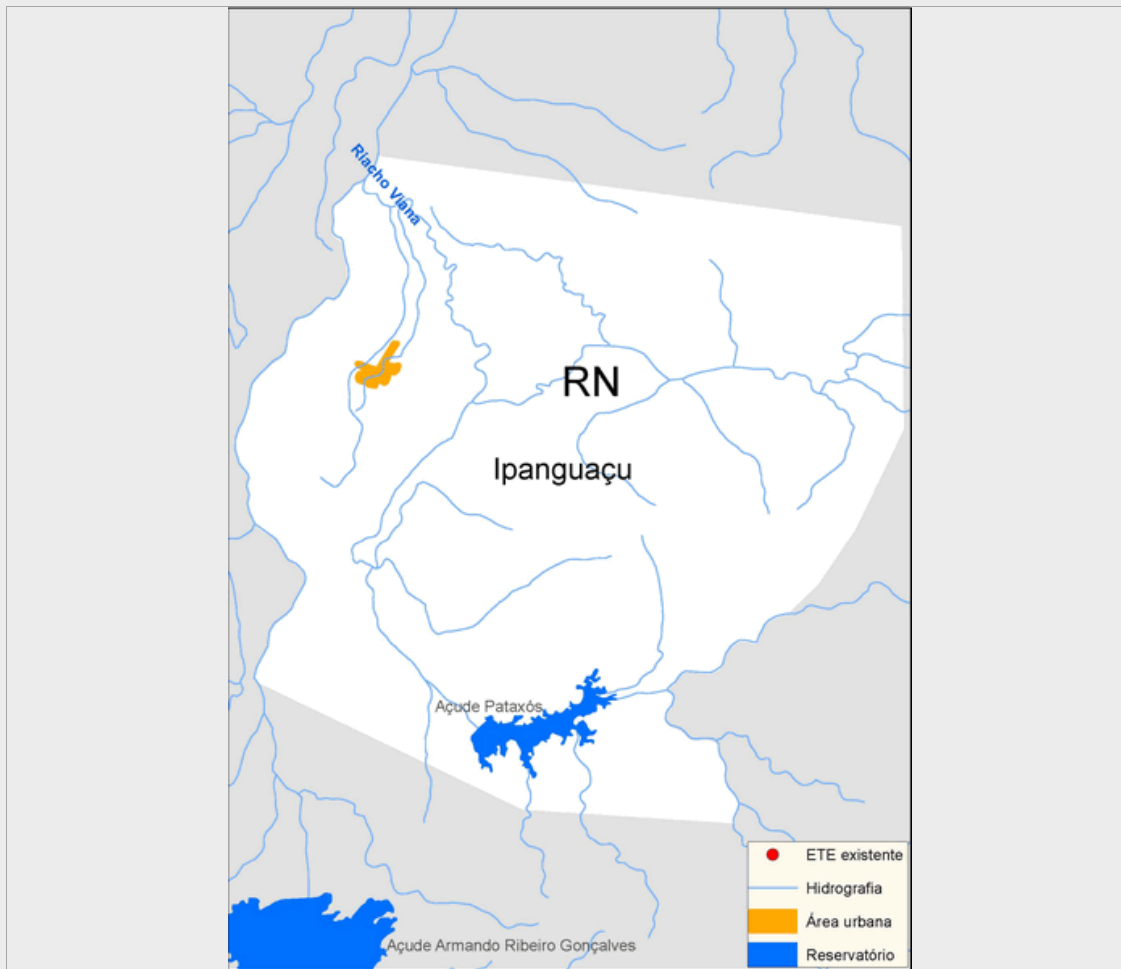 Riacho Viana
RN
Ipanguaçu
Açude Pataxós
Açude Armando Ribeiro Gonçalves
ETE existente
Hidrografia
Área urbana
Reservatório